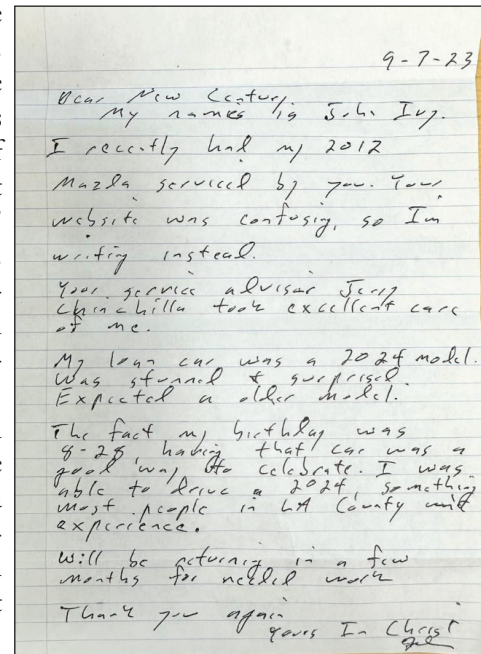 9-7-23
Dear New Century,
My names is John Ivy.
I recently had my 2012
Mazda serviced by you. Your
website was confusig, so Im
writing instead.
Your service advisor Jerry
Chinchilla took excellent care
of me.
My loan car was a 2024 model.
Was stunned & surprised.
Expected a older model.
The fact my birthday was
8-28, having that car was a
good way to celebrate. I was
able to drive a 2024, something
most people in LA County
experience.
Will be returnig in a few
months for needed work
Thank you again
Yours In Christ